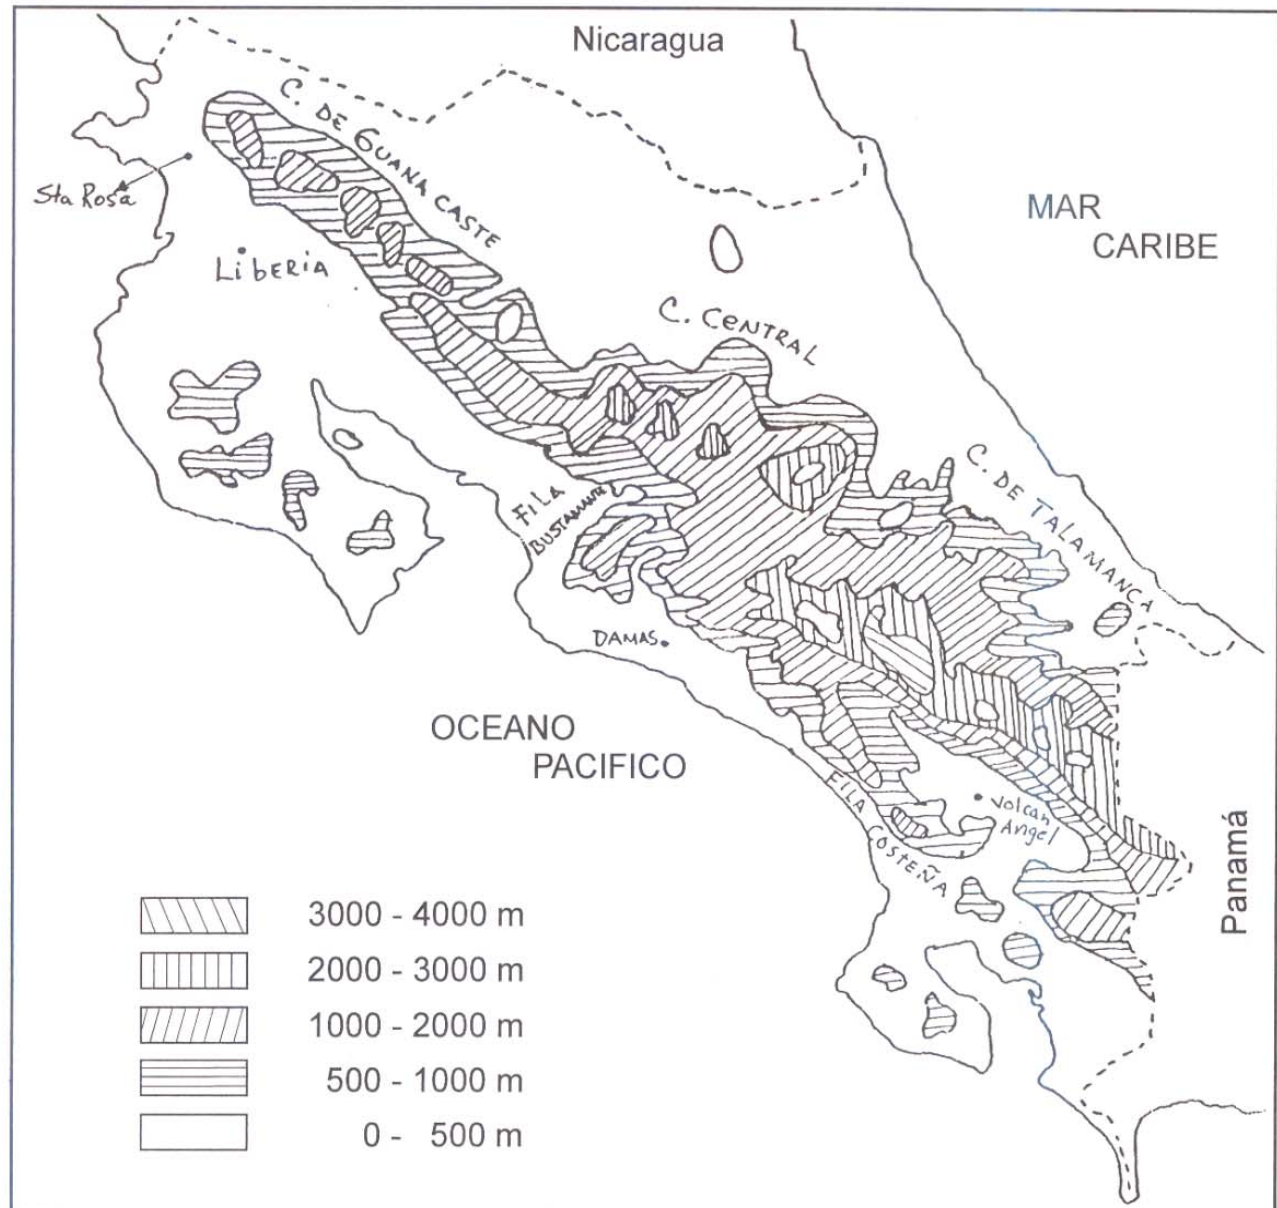 Nicaragua
C. DE GUANACASTE
Sta Rosa
MAR
CARIBE
LIBERIA
C. CENTRAL
C. DE TALAMANCA
FILA
BUSTAMANTE
DAMAS.
OCEANO
PACIFICO
FILA COSTEÑA
Volcan
Angel
Panamá
3000 - 4000 m
2000 - 3000 m
1000 - 2000 m
500 - 1000 m
0 - 500 m